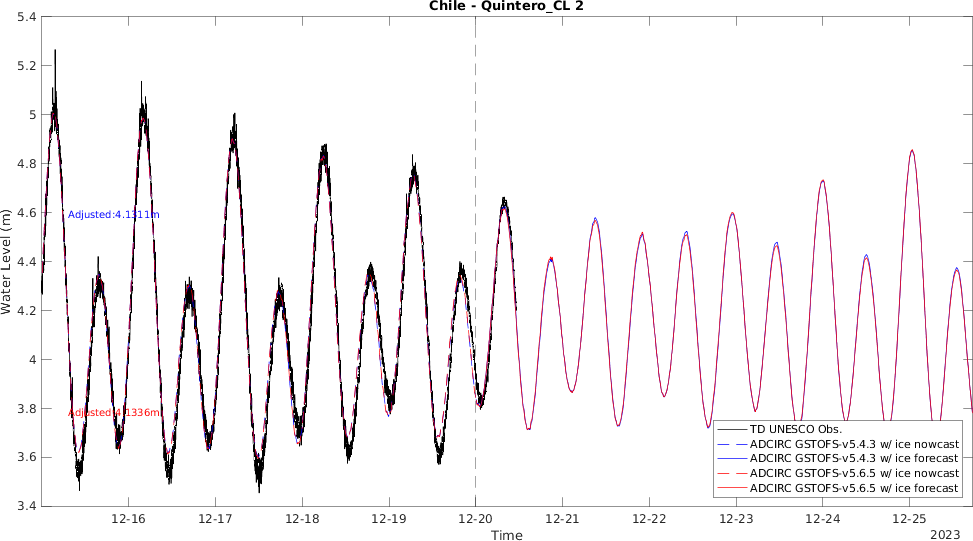 Chile - Quintero_CL 2
5.4
5.2
5
4.8
4.6
4.4
4.2
4
3.8
3.6
3.4
Water Level (m)
Adjusted:4.1311m
Adjusted:4.1336m
TD UNESCO Obs.
ADCIRC GSTOFS-v5.4.3 w/ ice nowcast
ADCIRC GSTOFS-v5.4.3 w/ ice forecast
ADCIRC GSTOFS-v5.6.5 w/ ice nowcast
ADCIRC GSTOFS-v5.6.5 w/ ice forecast
12-16 12-17 12-18 12-19 12-20 12-21 12-22 12-23 12-24 12-25
Time
2023